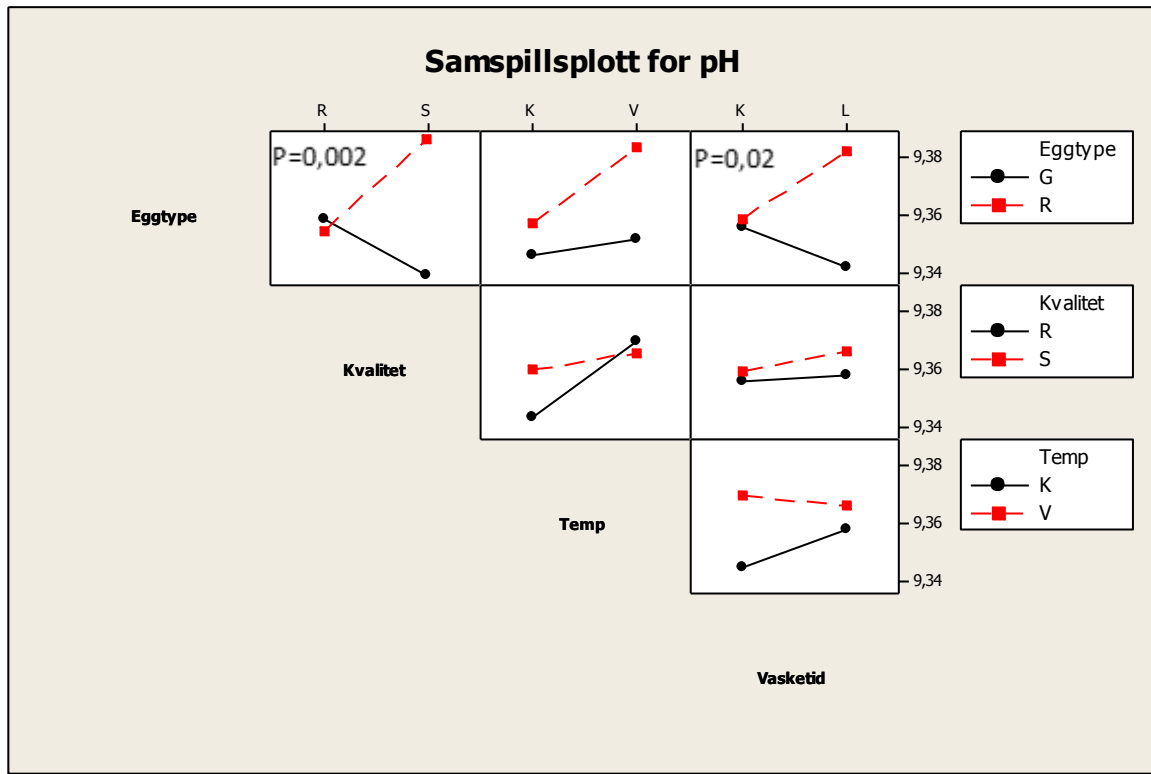 Samspillsplott for pH
R S K V K L
P=0,002 P=0,02
9,38
9,36
9,34
Eggtype
Eggtype
G
R
9,38
9,36
9,34
Kvalitet
Kvalitet
R
S
9,38
9,36
9,34
Temp
Temp
K
V
Vasketid